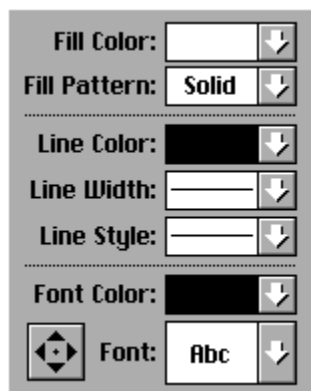 Fill Color:
Fill Pattern: Solid
Line Color:
Line Width:
Line Style:
Font Color:
Font: Abc